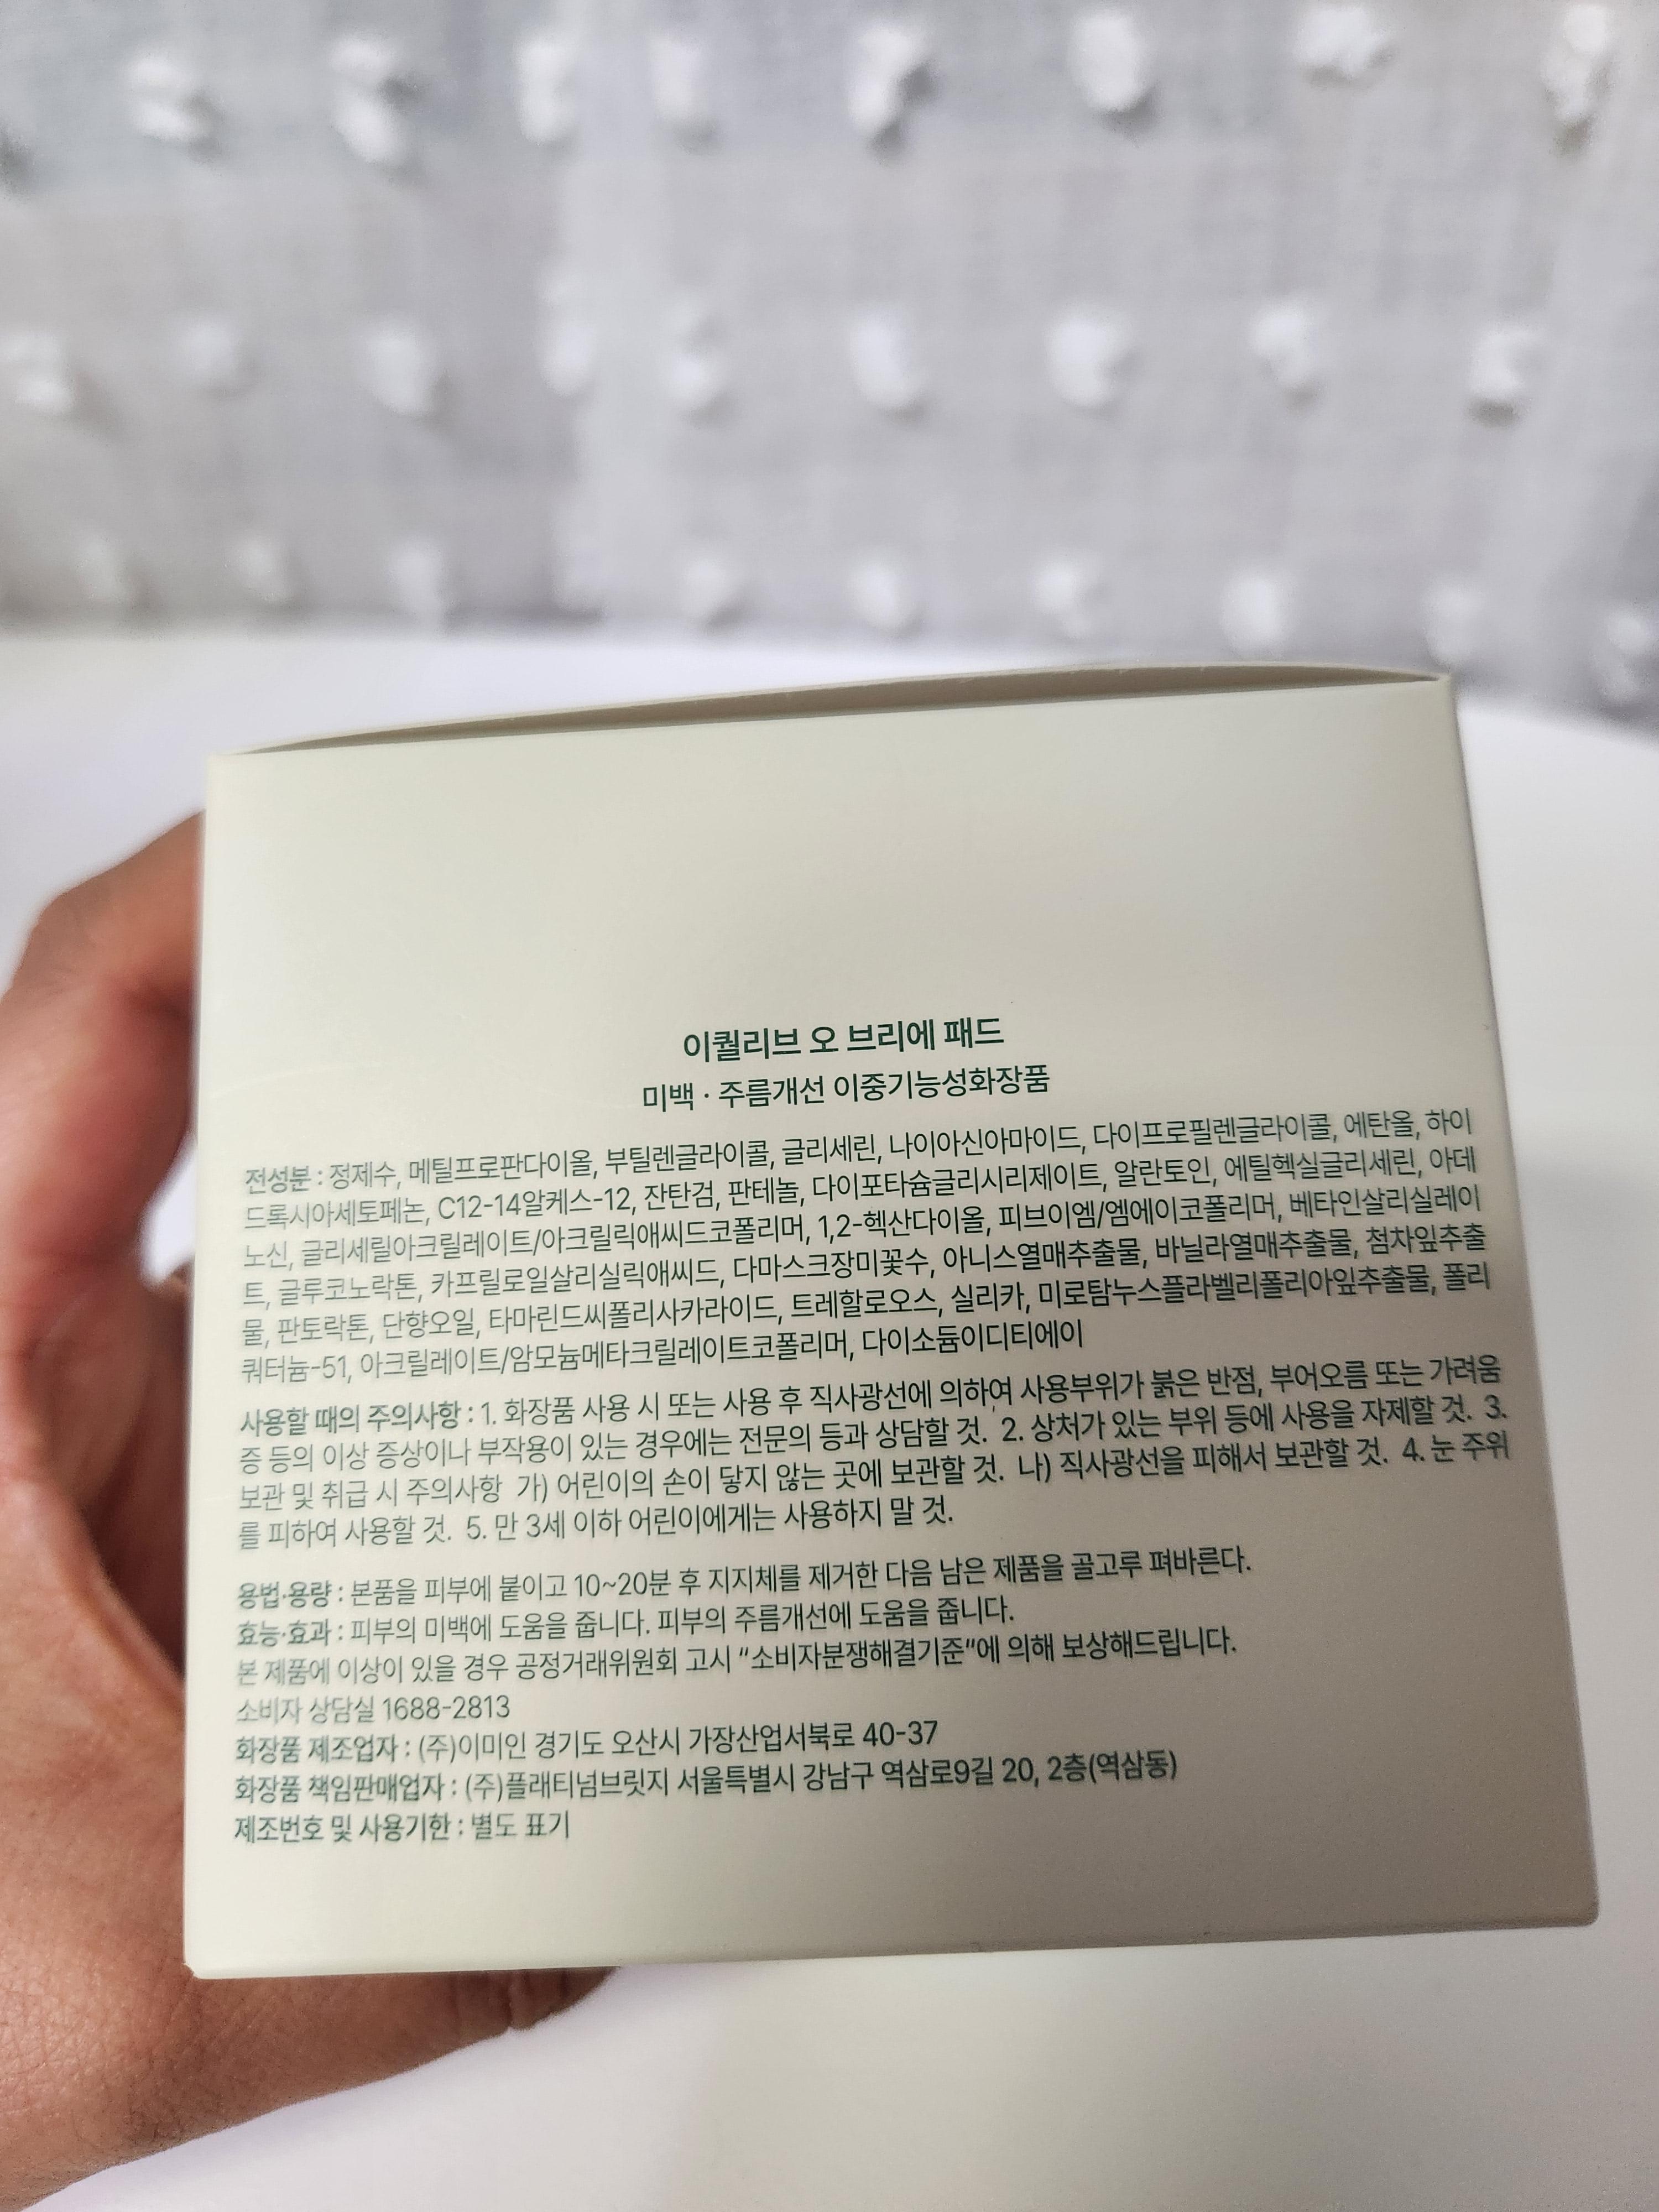 이퀄리브 오 브리에 패드
미백 · 주름개선 이중기능성화장품
전성분 : 정제수, 메틸프로판다이올, 부틸렌글라이콜, 글리세린, 나이아신아마이드, 다이프로필렌글라이콜, 에탄올, 하이
드록시아세토페논, C12-14알케스-12, 잔탄검, 판테놀, 다이포타슘글리시리제이트, 알란토인, 에틸헥실글리세린, 아데
노신, 글리세릴아크릴레이트/아크릴릭애씨드코폴리머, 1,2-헥산다이올, 피브이엠/엠에이코폴리머, 베타인살리실레이
트, 글루코노락톤, 카프릴로일살리실릭애씨드, 다마스크장미꽃수, 아니스열매추출물, 바닐라열매추출물, 첨차잎추출
물, 판토락톤, 단향오일, 타마린드씨폴리사카라이드, 트레할로오스, 실리카, 미로탐누스플라벨리폴리아잎추출물, 폴리
쿼터늄-51, 아크릴레이트/암모늄메타크릴레이트코폴리머, 다이소듐이디티에이
사용할 때의 주의사항 : 1. 화장품 사용 시 또는 사용 후 직사광선에 의하여 사용부위가 붉은 반점, 부어오름 또는 가려움
증 등의 이상 증상이나 부작용이 있는 경우에는 전문의 등과 상담할 것. 2. 상처가 있는 부위 등에 사용을 자제할 것. 3.
보관 및 취급 시 주의사항 가) 어린이의 손이 닿지 않는 곳에 보관할 것. 나) 직사광선을 피해서 보관할 것. 4. 눈 주위
를 피하여 사용할 것. 5. 만 3세 이하 어린이에게는 사용하지 말 것.
용법·용량 : 본품을 피부에 붙이고 10~20분 후 지지체를 제거한 다음 남은 제품을 골고루 펴바른다.
효능·효과 : 피부의 미백에 도움을 줍니다. 피부의 주름개선에 도움을 줍니다.
본 제품에 이상이 있을 경우 공정거래위원회 고시 “소비자분쟁해결기준”에 의해 보상해드립니다.
소비자 상담실 1688-2813
화장품 제조업자 : (주)이미인 경기도 오산시 가장산업서북로 40-37
화장품 책임판매업자 : (주)플래티넘브릿지 서울특별시 강남구 역삼로9길 20, 2층(역삼동)
제조번호 및 사용기한 : 별도 표기